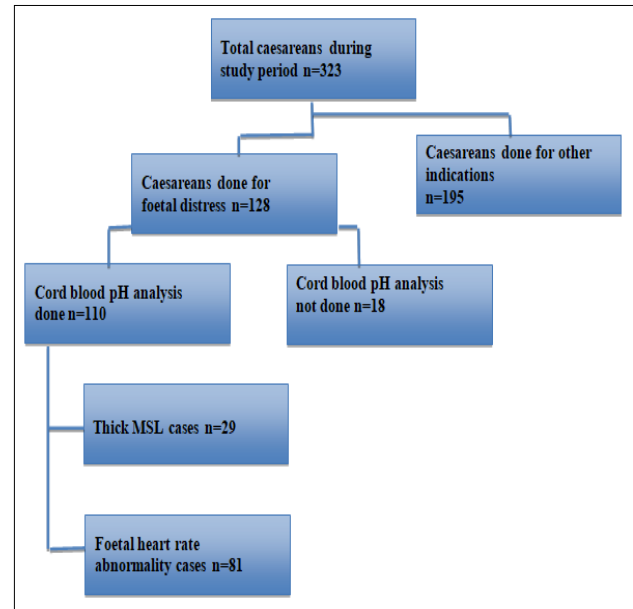 Total caesareans during
study period n=323
Caesareans done for
foetal distress n=128
Caesareans done for other
indications
n=195
Cord blood pH analysis
done n=110
Cord blood pH analysis
not done n=18
Thick MSL cases n=29
Foetal heart rate
abnormality cases n=81